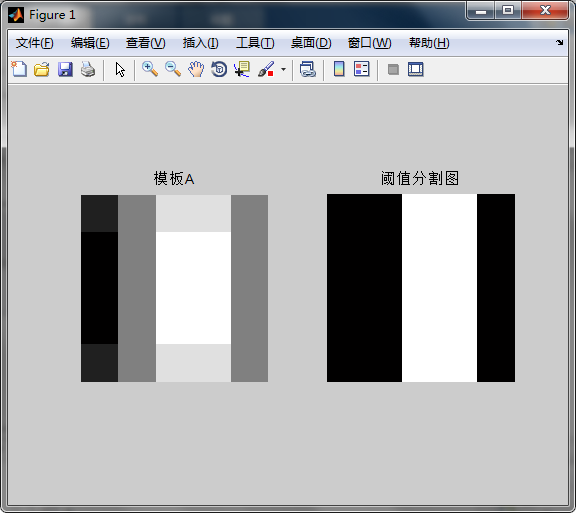 Figure 1
文件(F) 编辑(E) 查看(V) 插入(I) 工具(T) 桌面(D) 窗口(W) 帮助(H)
模板A 阈值分割图